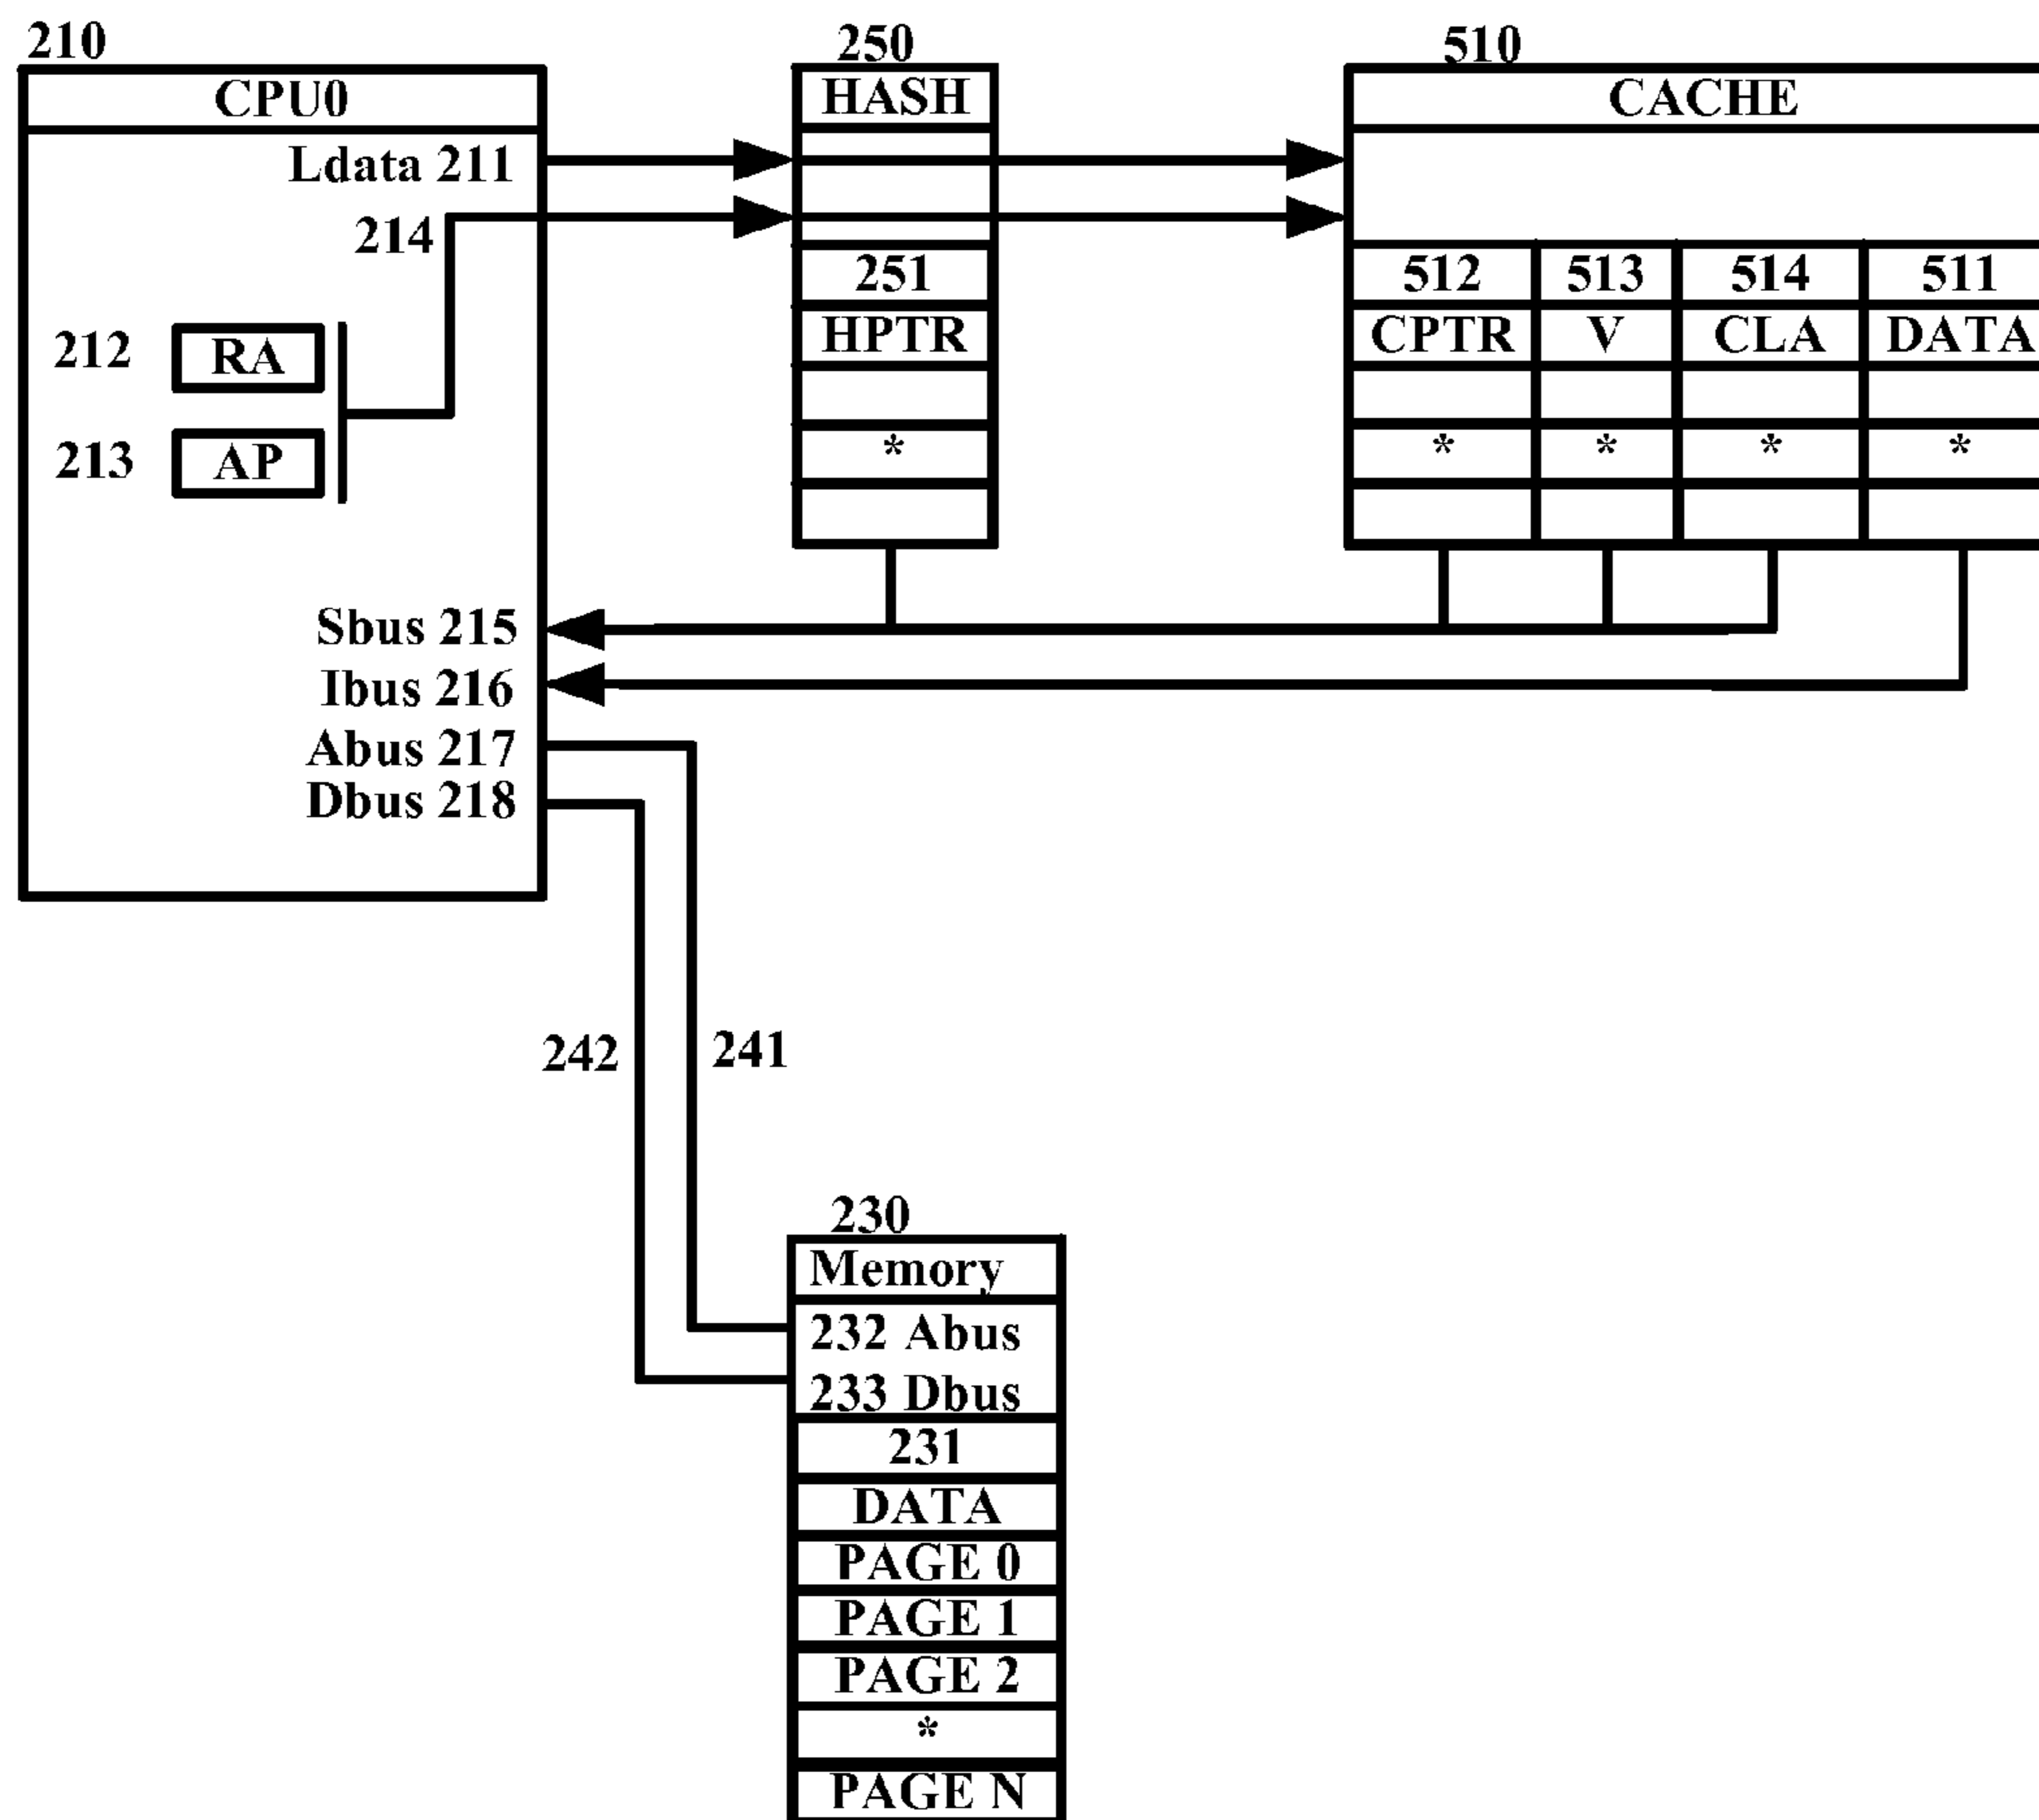 210
CPU0
Ldata 211
214
212 RA
213 AP
Sbus 215
Ibus 216
Abus 217
Dbus 218
250
HASH
251
HPTR
*
510
CACHE
512 513 514 511
CPTR V CLA DATA
* * * *
242 241
230
Memory
232 Abus
233 Dbus
231
DATA
PAGE 0
PAGE 1
PAGE 2
*
PAGE N